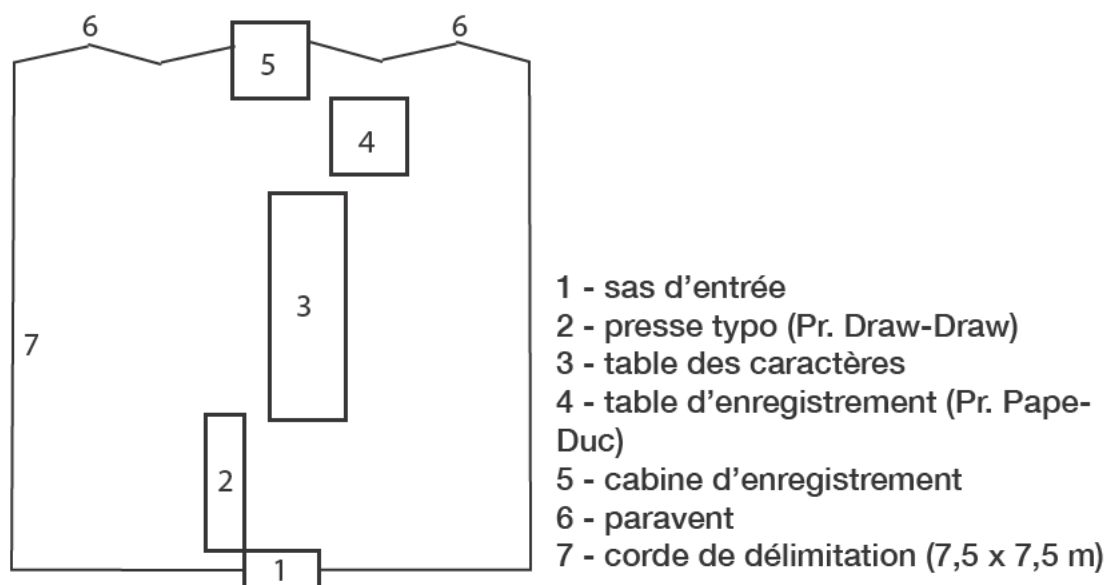 6
6
5
4
3
7
2
1
1 - sas d’entrée
2 - presse typo (Pr. Draw-Draw)
3 - table des caractères
4 - table d’enregistrement (Pr. Pape-
Duc)
5 - cabine d’enregistrement
6 - paravent
7 - corde de délimitation (7,5 x 7,5 m)